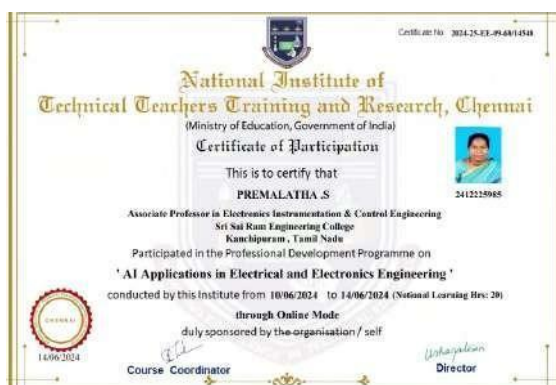 Certificate No 2024-25-EE-09-60/14548
National Institute of
Technical Teachers Training and Research, Chennai
(Ministry of Education, Government of India)
Certificate of Participation
This is to certify that
PREMALATHA .S
2412225985
Associate Professor in Electronics Instrumentation & Control Engineering
Sri Sai Ram Engineering College
Kanchipuram , Tamil Nadu
Participated in the Professional Development Programme on
' AI Applications in Electrical and Electronics Engineering '
conducted by this Institute from 10/06/2024 to 14/06/2024 (Notional Learning Hrs: 20)
through Online Mode
duly sponsored by the organisation / self
CHENNAI
14/06/2024
Course Coordinator
Director